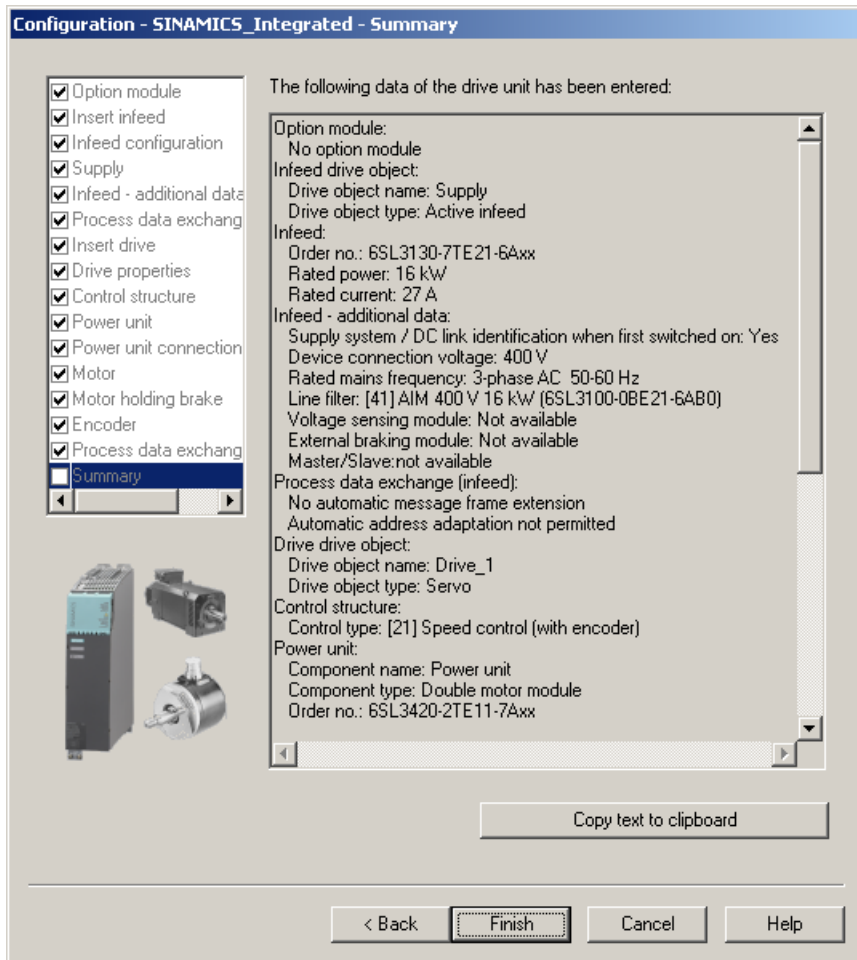 Configuration - SINAMICS_Integrated - Summary
Option module
Insert infeed
Infeed configuration
Supply
Infeed - additional data
Process data exchang
Insert drive
Drive properties
Control structure
Power unit
Power unit connection
Motor
Motor holding brake
Encoder
Process data exchang
Summary
The following data of the drive unit has been entered:
Option module:
No option module
Infeed drive object:
Drive object name: Supply
Drive object type: Active infeed
Infeed:
Order no.: 6SL3130-7TE21-6Axx
Rated power: 16 kW
Rated current: 27 A
Infeed - additional data:
Supply system / DC link identification when first switched on: Yes
Device connection voltage: 400 V
Rated mains frequency: 3-phase AC  50-60 Hz
Line filter: [41] AIM 400 V 16 kW (6SL3100-0BE21-6AB0)
Voltage sensing module: Not available
External braking module: Not available
Master/Slave:not available
Process data exchange (infeed):
No automatic message frame extension
Automatic address adaptation not permitted
Drive drive object:
Drive object name: Drive_1
Drive object type: Servo
Control structure:
Control type: [21] Speed control (with encoder)
Power unit:
Component name: Power unit
Component type: Double motor module
Order no.: 6SL3420-2TE11-7Axx
Copy text to clipboard
< Back
Finish
Cancel
Help